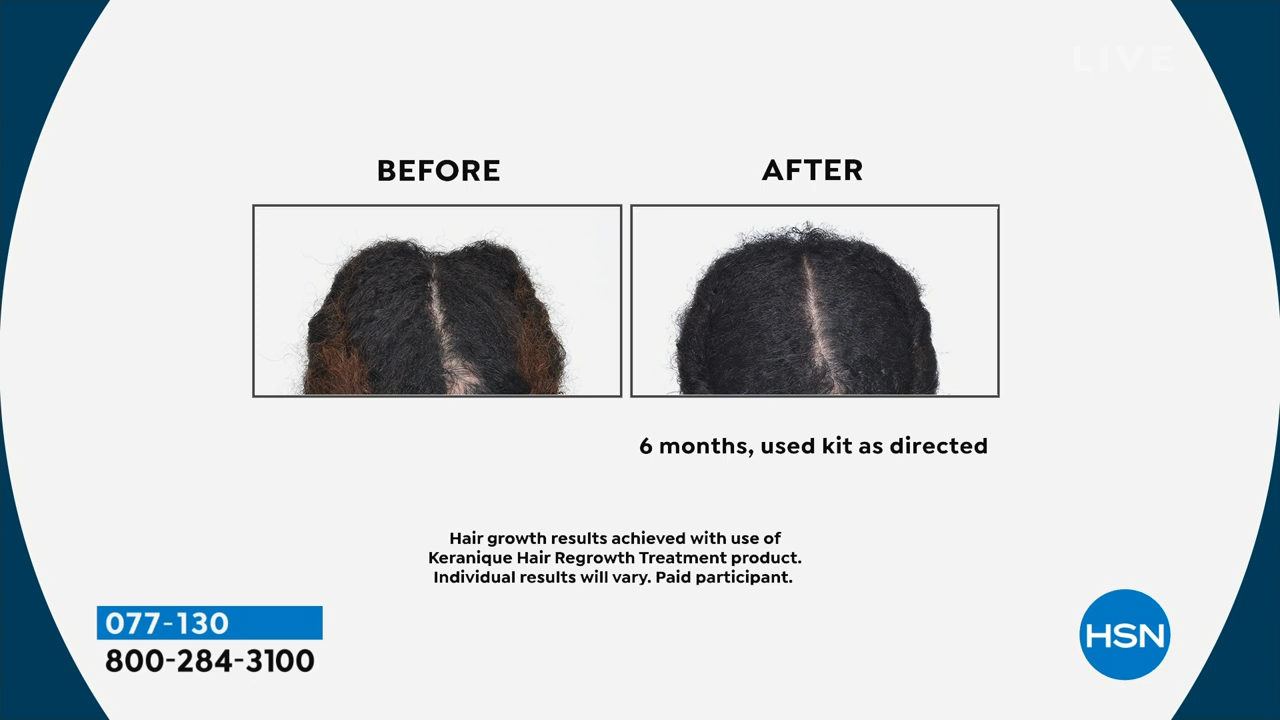 LIVE
BEFORE
AFTER
6 months, used kit as directed
Hair growth results achieved with use of
Keranique Hair Regrowth Treatment product.
Individual results will vary. Paid participant.
077-130
800-284-3100
HSN